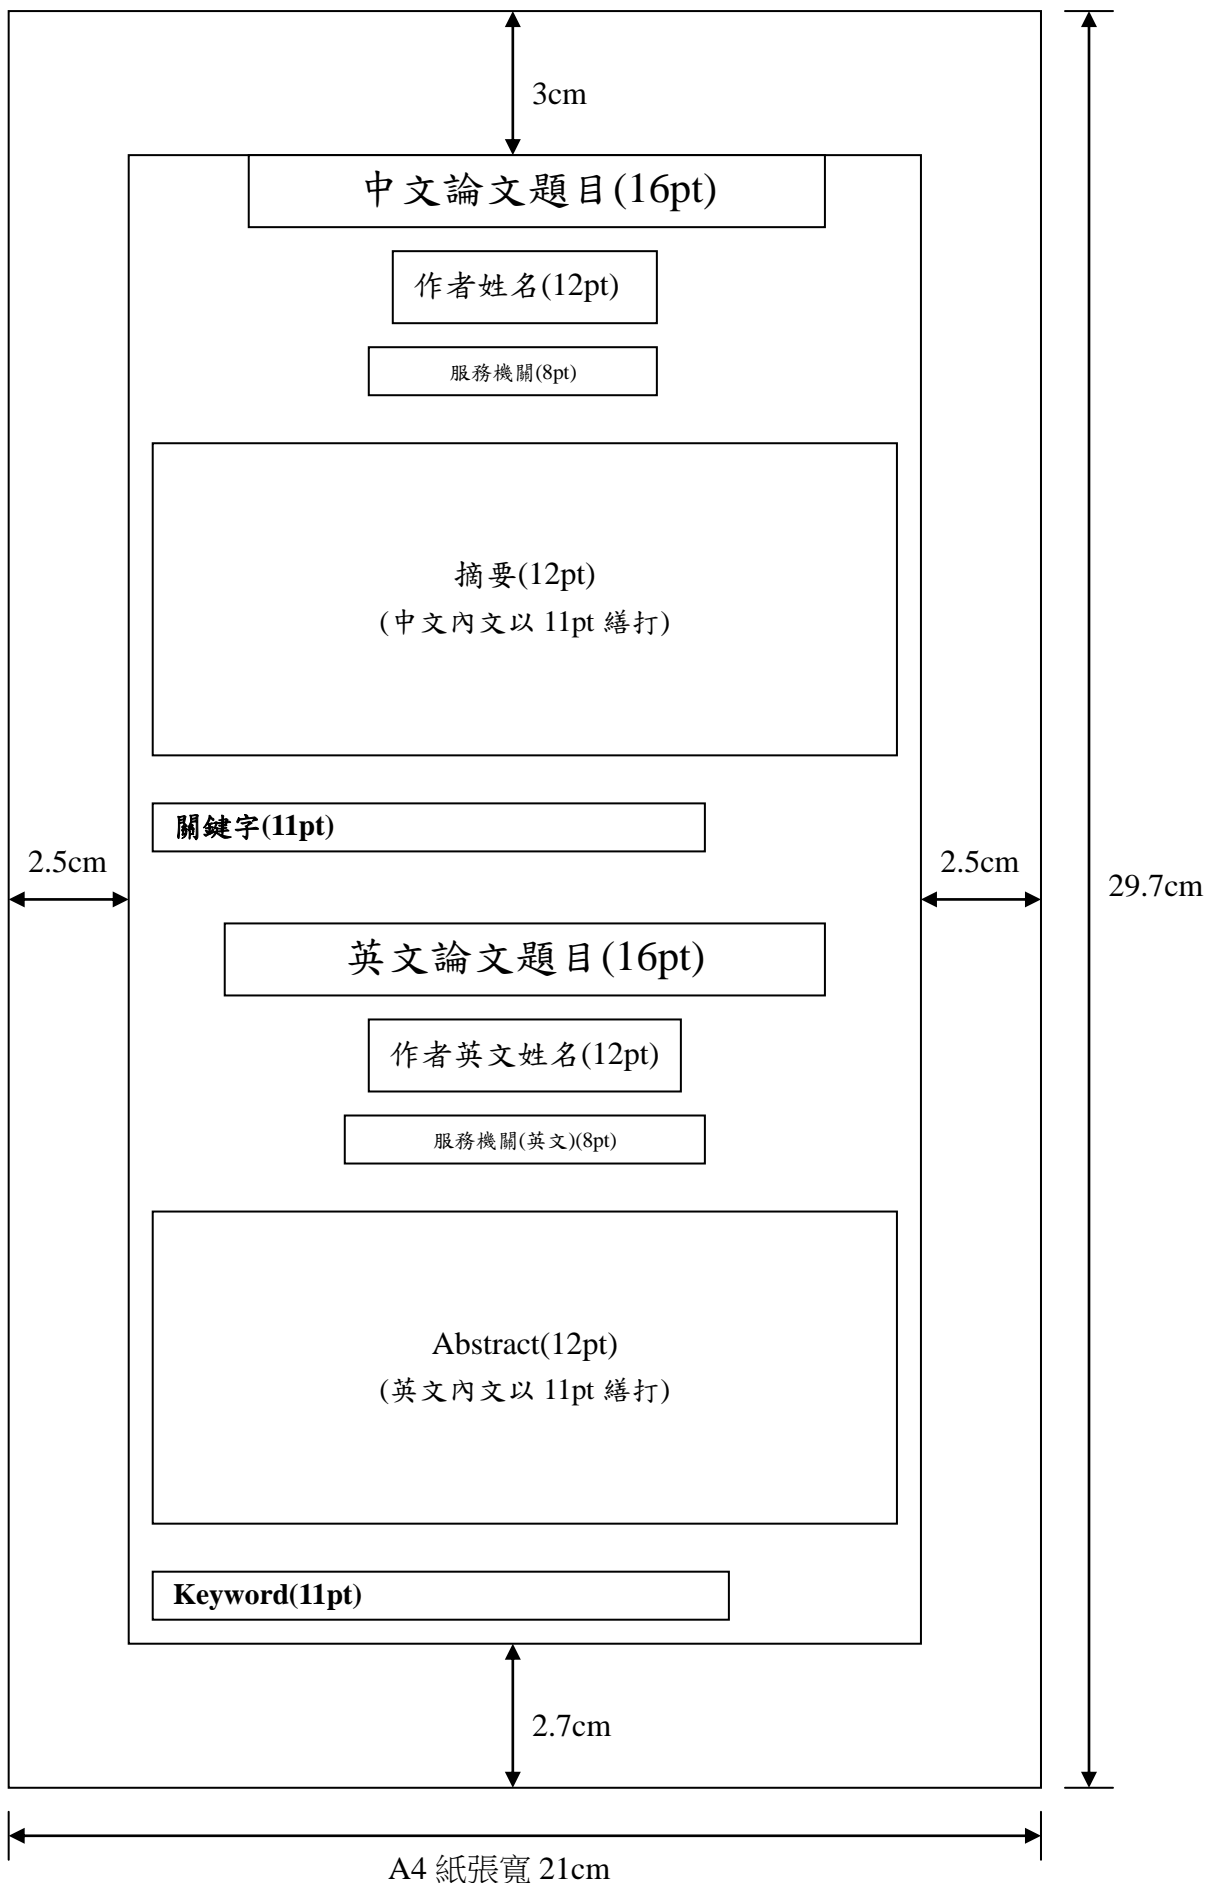 3cm
中文論文題目(16pt)
作者姓名(12pt)
服務機關(8pt)
摘要(12pt)
(中文內文以 11pt 繕打)
關鍵字(11pt)
2.5cm
2.5cm
29.7cm
英文論文題目(16pt)
作者英文姓名(12pt)
服務機關(英文)(8pt)
Abstract(12pt)
(英文內文以 11pt 繕打)
Keyword(11pt)
2.7cm
A4 紙張寬 21cm